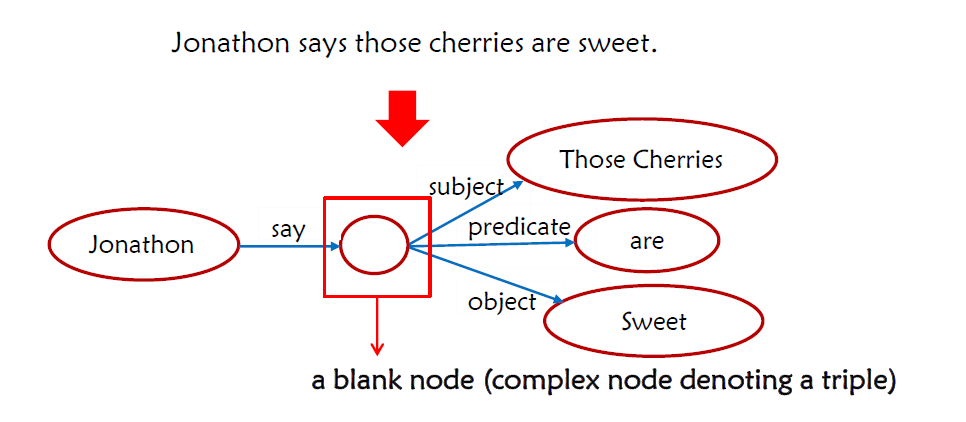 Jonathon says those cherries are sweet.
Those Cherries
subject
say
predicate
Jonathon
are
object
Sweet
a blank node (complex node denoting a triple)